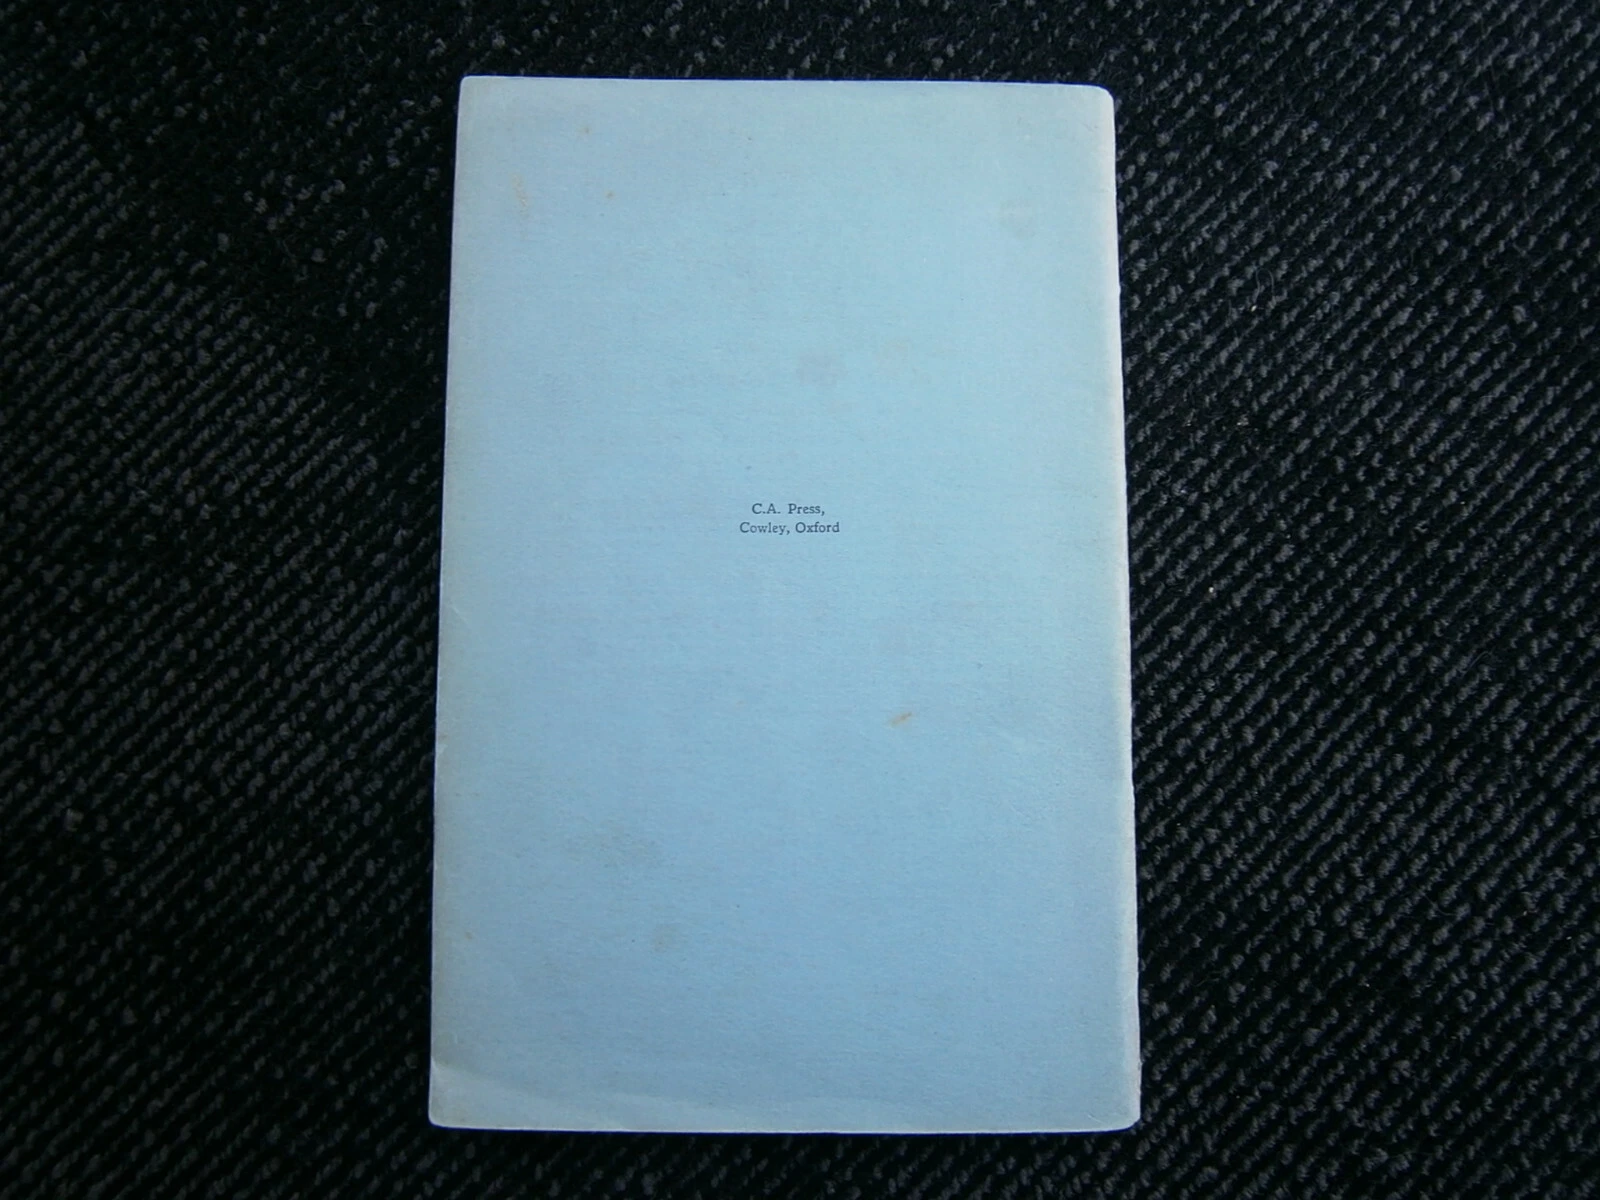 C.A. Press,
Cowley, Oxford